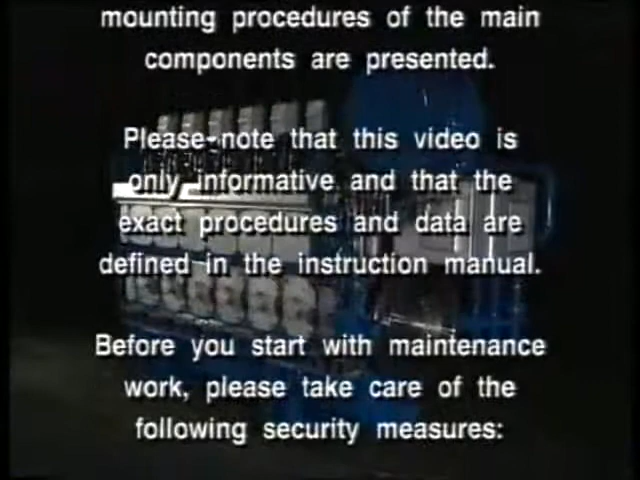 mounting procedures of the main
components are presented.
Please note that this video is
only informative and that the
exact procedures and data are
defined in the instruction manual.
Before you start with maintenance
work, please take care of the
following security measures: